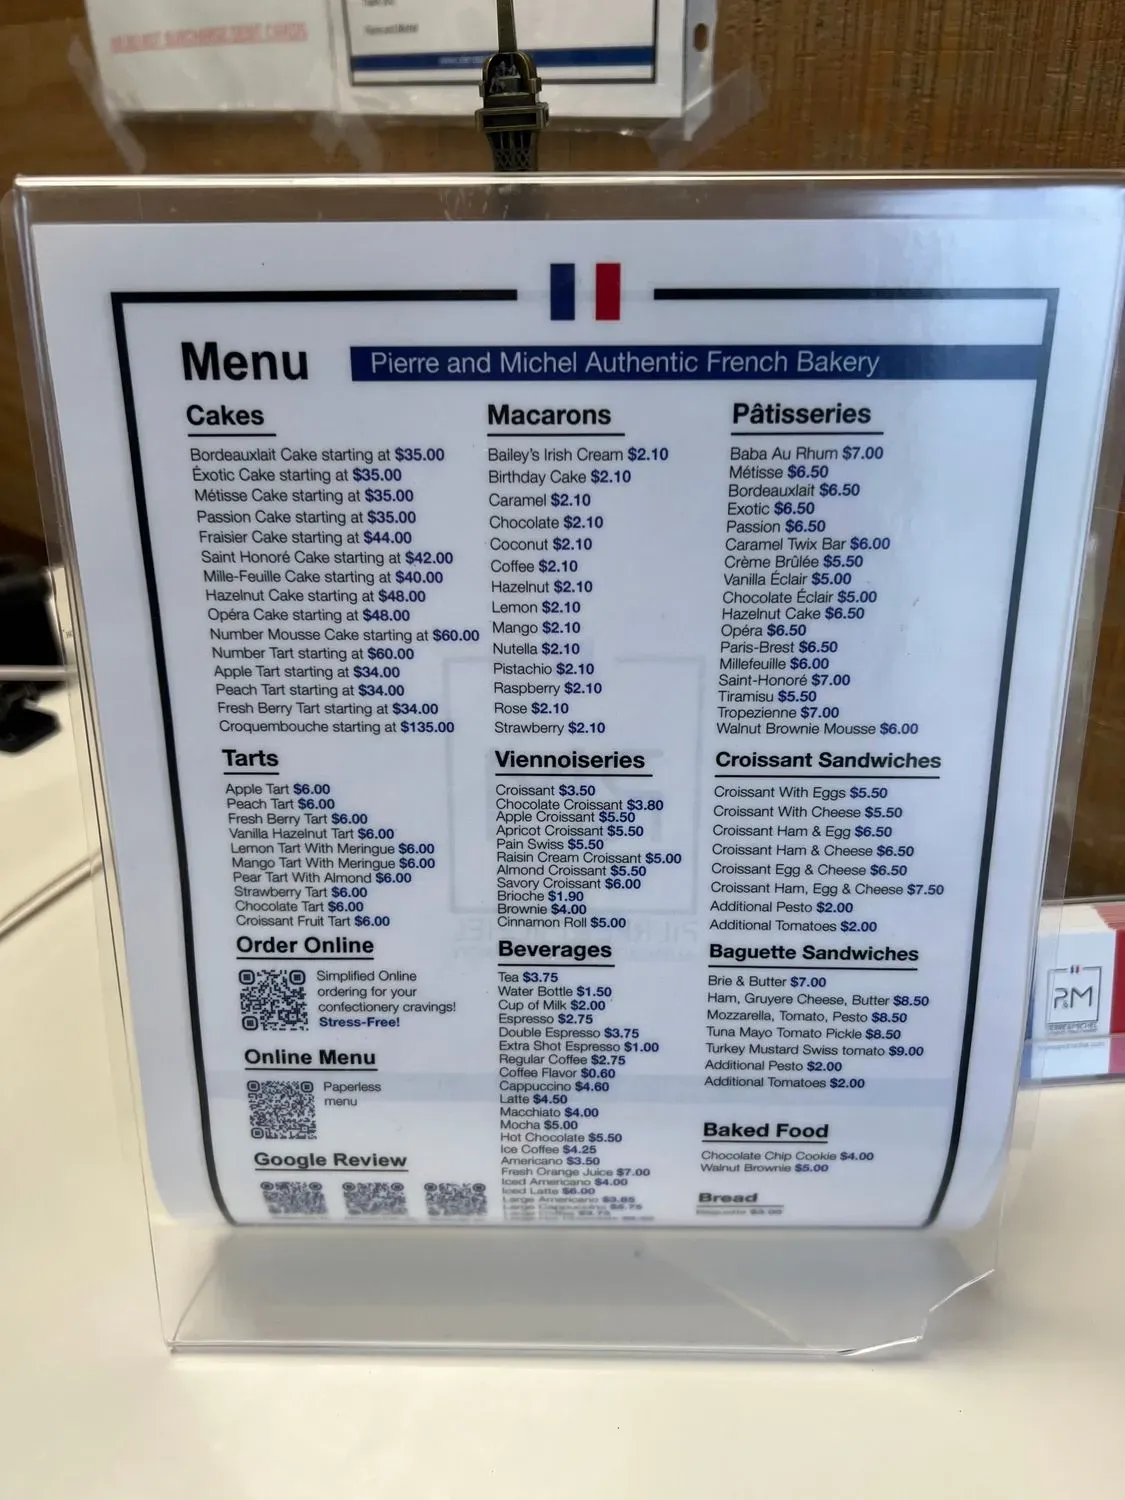 Menu
Pierre and Michel Authentic French Bakery
Cakes
Bordeauxlait Cake starting at $35.00
Éxotic Cake starting at $35.00
Métisse Cake starting at $35.00
Passion Cake starting at $35.00
Fraisier Cake starting at $44.00
Saint Honoré Cake starting at $42.00
Mille-Feuille Cake starting at $40.00
Hazelnut Cake starting at $48.00
Opéra Cake starting at $48.00
Number Mousse Cake starting at $60.00
Number Tart starting at $60.00
Apple Tart starting at $34.00
Peach Tart starting at $34.00
Fresh Berry Tart starting at $34.00
Croquembouche starting at $135.00
Tarts
Apple Tart $6.00
Peach Tart $6.00
Fresh Berry Tart $6.00
Vanilla Hazelnut Tart $6.00
Lemon Tart With Meringue $6.00
Mango Tart With Meringue $6.00
Pear Tart With Almond $6.00
Strawberry Tart $6.00
Chocolate Tart $6.00
Croissant Fruit Tart $6.00
Order Online
Simplified Online
ordering for your
confectionery cravings!
Stress-Free!
Online Menu
Paperless
menu
Google Review
Macarons
Bailey's Irish Cream $2.10
Birthday Cake $2.10
Caramel $2.10
Chocolate $2.10
Coconut $2.10
Coffee $2.10
Hazelnut $2.10
Lemon $2.10
Mango $2.10
Nutella $2.10
Pistachio $2.10
Raspberry $2.10
Rose $2.10
Strawberry $2.10
Viennoiseries
Croissant $3.50
Chocolate Croissant $3.80
Apple Croissant $5.50
Apricot Croissant $5.50
Pain Swiss $5.50
Raisin Cream Croissant $5.00
Almond Croissant $5.50
Savory Croissant $6.00
Brioche $1.90
Brownie $4.00
Cinnamon Roll $5.00
Beverages
Tea $3.75
Water Bottle $1.50
Cup of Milk $2.00
Espresso $2.75
Double Espresso $3.75
Extra Shot Espresso $1.00
Regular Coffee $2.75
Coffee Flavor $0.60
Cappuccino $4.60
Latte $4.50
Macchiato $4.00
Mocha $5.00
Hot Chocolate $5.50
Ice Coffee $4.25
Americano $3.50
Fresh Orange Juice $7.00
Iced Americano $4.00
Iced Latte $6.00
Large Americano $3.85
Large Cappuccino $5.75
Pâtisseries
Baba Au Rhum $7.00
Métisse $6.50
Bordeauxlait $6.50
Exotic $6.50
Passion $6.50
Caramel Twix Bar $6.00
Crème Brûlée $5.50
Vanilla Éclair $5.00
Chocolate Éclair $5.00
Hazelnut Cake $6.50
Opéra $6.50
Paris-Brest $6.50
Millefeuille $6.00
Saint-Honoré $7.00
Tiramisu $5.50
Tropezienne $7.00
Walnut Brownie Mousse $6.00
Croissant Sandwiches
Croissant With Eggs $5.50
Croissant With Cheese $5.50
Croissant Ham & Egg $6.50
Croissant Ham & Cheese $6.50
Croissant Egg & Cheese $6.50
Croissant Ham, Egg & Cheese $7.50
Additional Pesto $2.00
Additional Tomatoes $2.00
Baguette Sandwiches
Brie & Butter $7.00
Ham, Gruyere Cheese, Butter $8.50
Mozzarella, Tomato, Pesto $8.50
Tuna Mayo Tomato Pickle $8.50
Turkey Mustard Swiss tomato $9.00
Additional Pesto $2.00
Additional Tomatoes $2.00
Baked Food
Chocolate Chip Cookie $4.00
Walnut Brownie $5.00
Bread
P&M